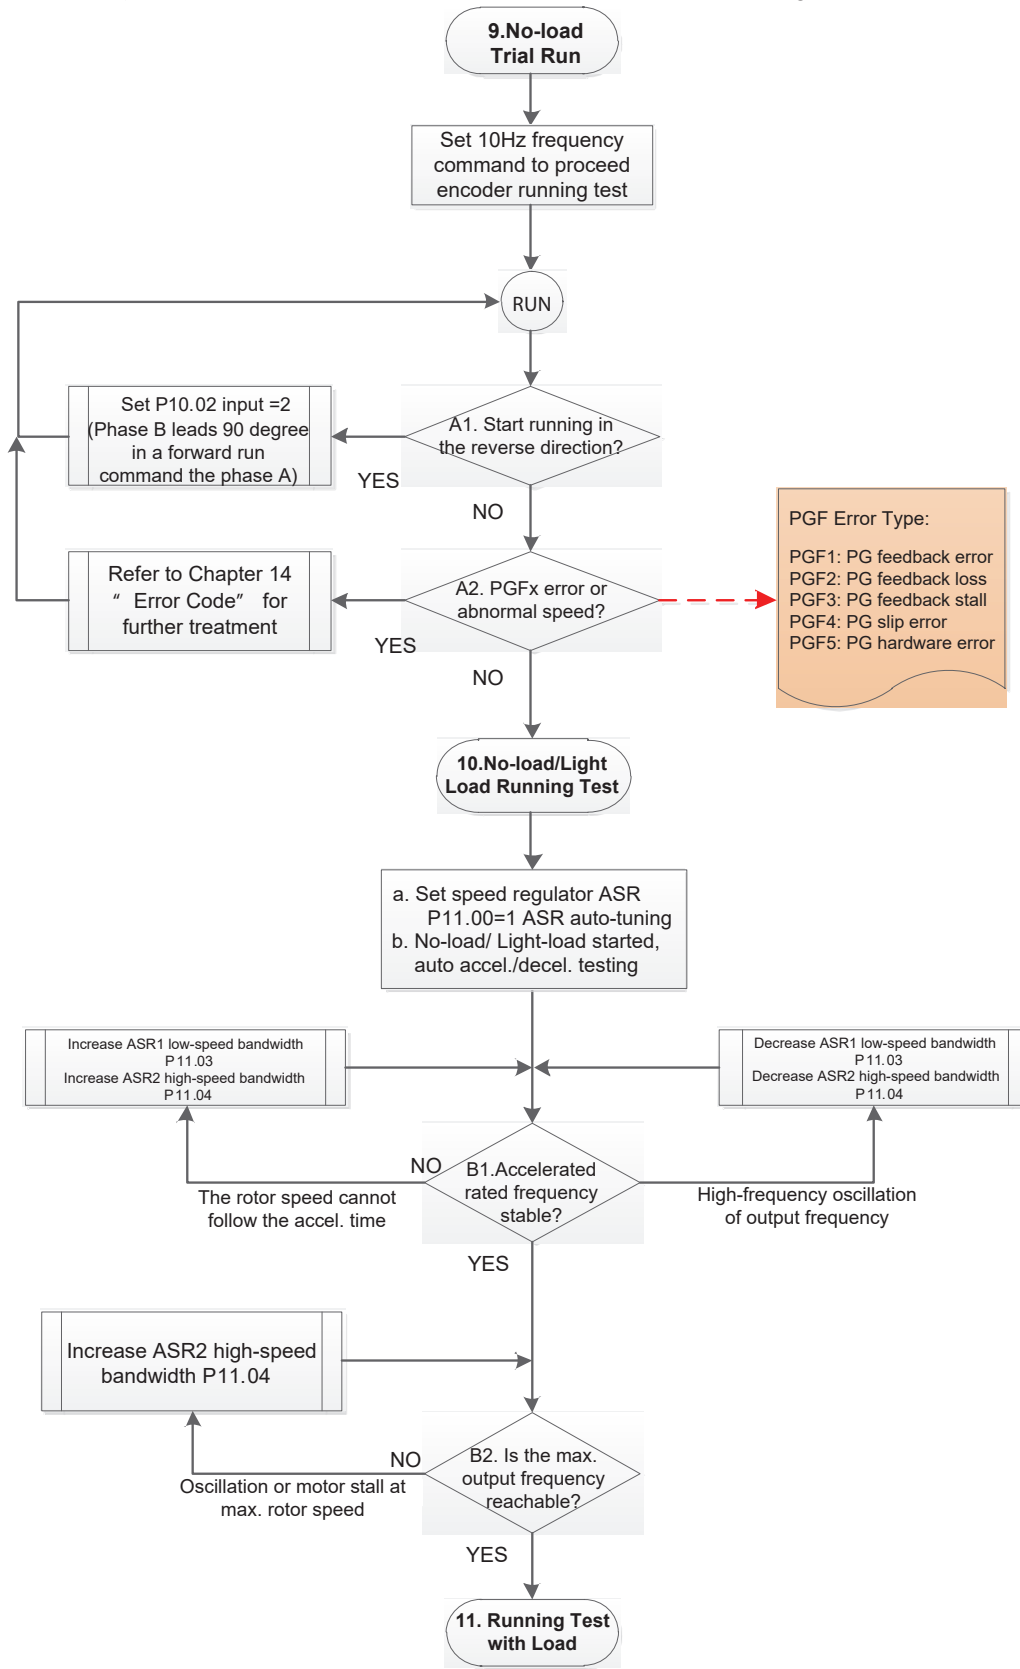 9.No-load
Trial Run
Set 10Hz frequency
command to proceed
encoder running test
RUN
A1. Start running in
the reverse direction?
YES
NO
Set P10.02 input =2
(Phase B leads 90 degree
in a forward run
command the phase A)
A2. PGFx error or
abnormal speed?
YES
NO
Refer to Chapter 14
“ Error Code” for
further treatment
PGF Error Type:
PGF1: PG feedback error
PGF2: PG feedback loss
PGF3: PG feedback stall
PGF4: PG slip error
PGF5: PG hardware error
10.No-load/Light
Load Running Test
a. Set speed regulator ASR
P11.00=1 ASR auto-tuning
b. No-load/ Light-load started,
auto accel./decel. testing
Increase ASR1 low-speed bandwidth
P11.03
Increase ASR2 high-speed bandwidth
P11.04
Decrease ASR1 low-speed bandwidth
P11.03
Decrease ASR2 high-speed bandwidth
P11.04
B1.Accelerated
rated frequency
stable?
NO
The rotor speed cannot
follow the accel. time
High-frequency oscillation
of output frequency
YES
Increase ASR2 high-speed
bandwidth P11.04
B2. Is the max.
output frequency
reachable?
NO
Oscillation or motor stall at
max. rotor speed
YES
11. Running Test
with Load